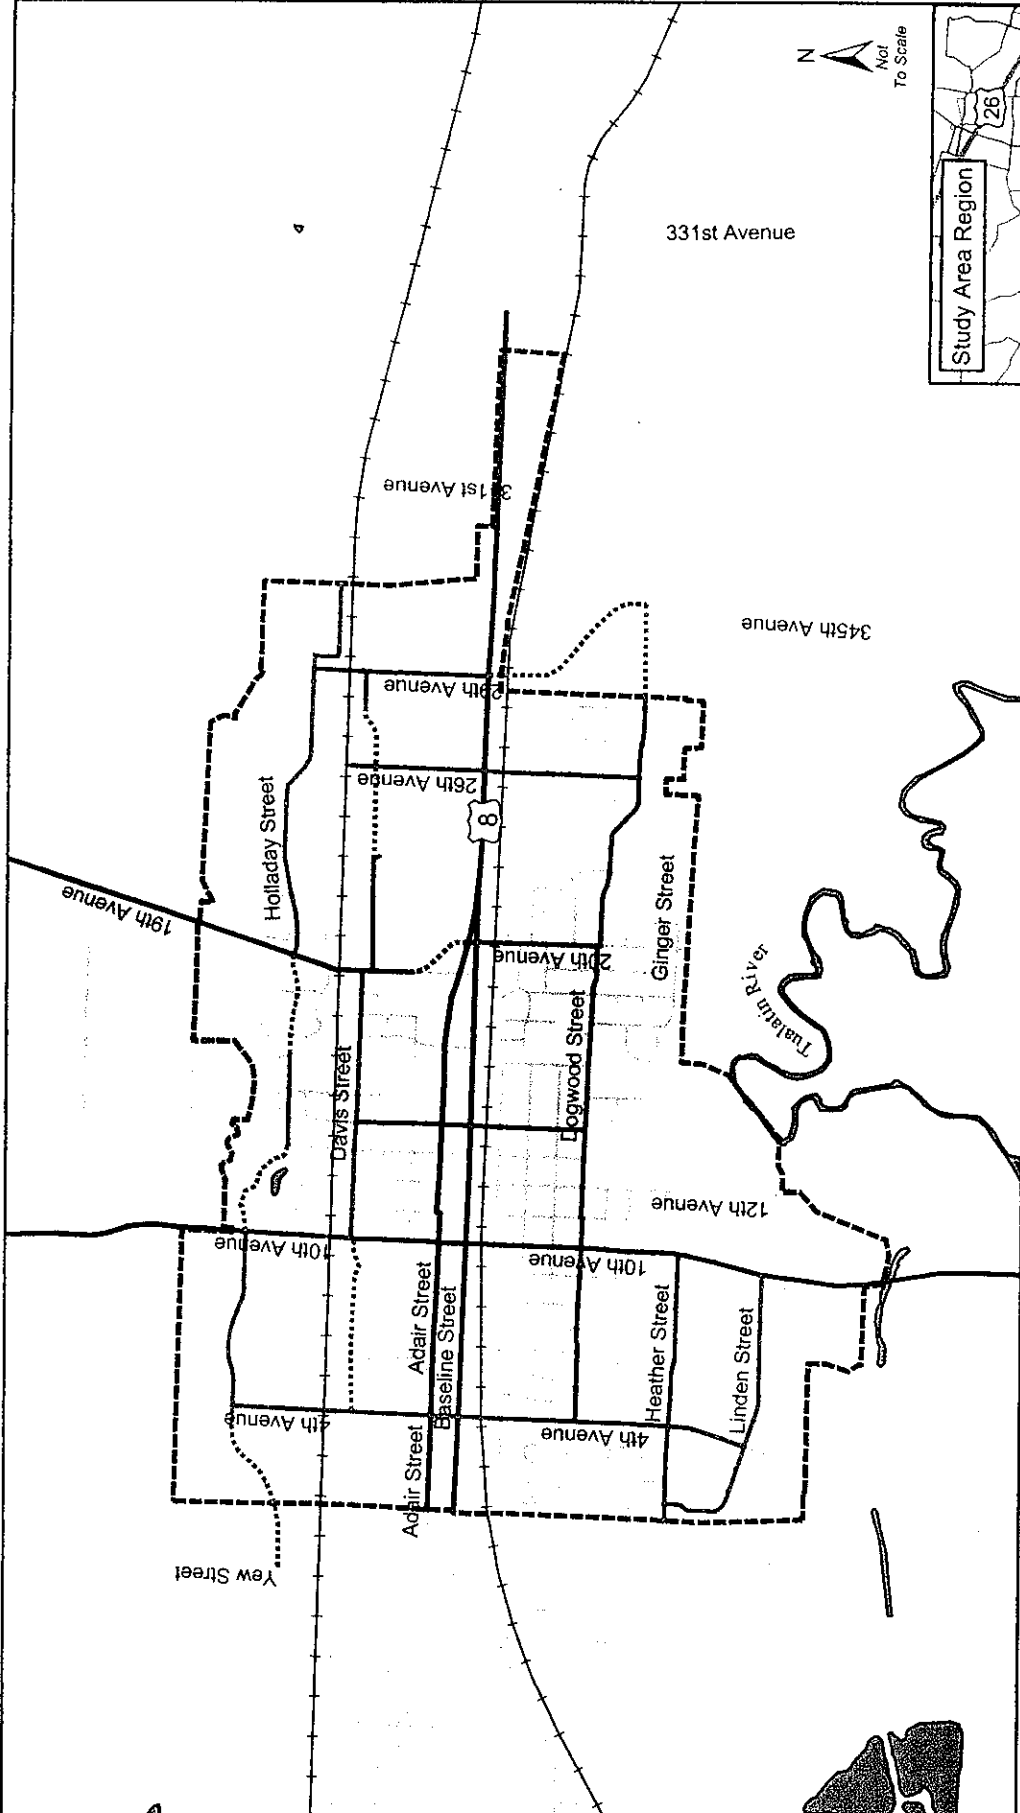 N
Not
To Scale
26
Study Area Region
331st Avenue
331st Avenue
345th Avenue
29th Avenue
26th Avenue
8
Holladay Street
19th Avenue
20th Avenue
Ginger Street
Tualatin River
Davis Street
Dogwood Street
12th Avenue
10th Avenue
10th Avenue
Adair Street
Baseline Street
Heather Street
Linden Street
4th Avenue
4th Avenue
Adair Street
Yew Street